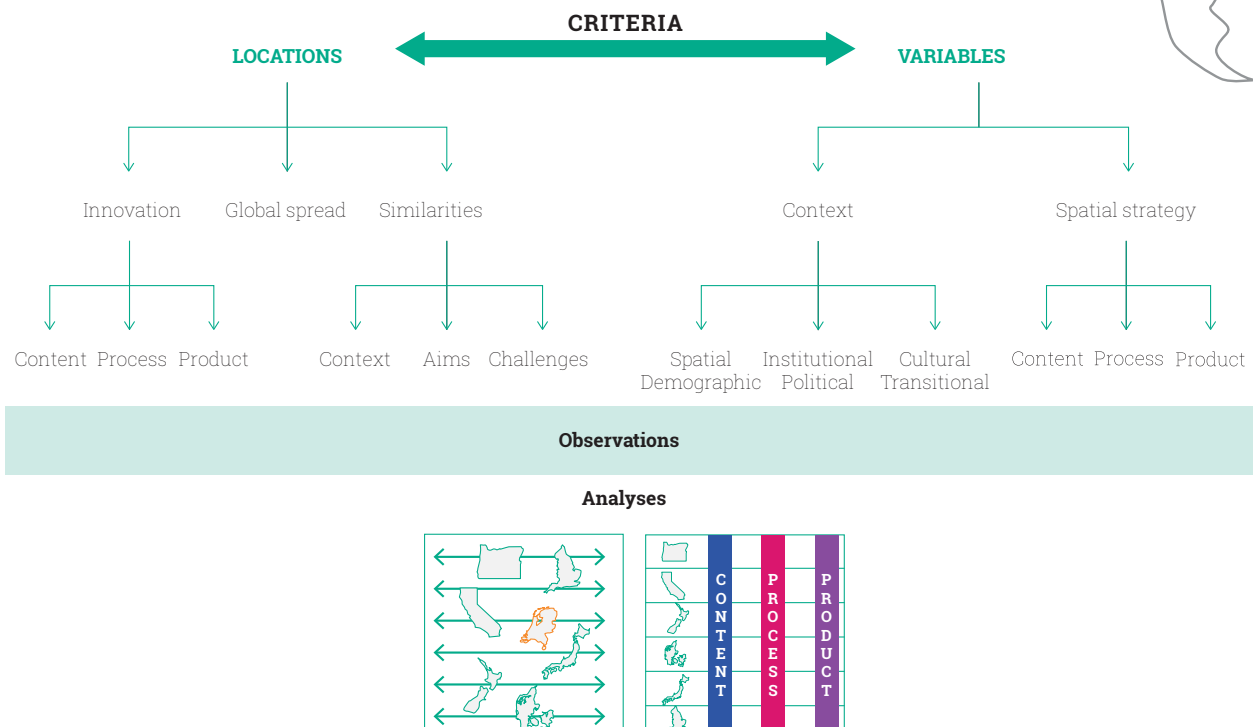 CRITERIA
LOCATIONS
VARIABLES
Innovation
Global spread
Similarities
Context
Spatial strategy
Content
Process
Product
Context
Aims
Challenges
Spatial
Demographic
Institutional
Political
Cultural
Transitional
Content
Process
Product
Observations
Analyses
CONTENT
PROCESS
PRODUCT